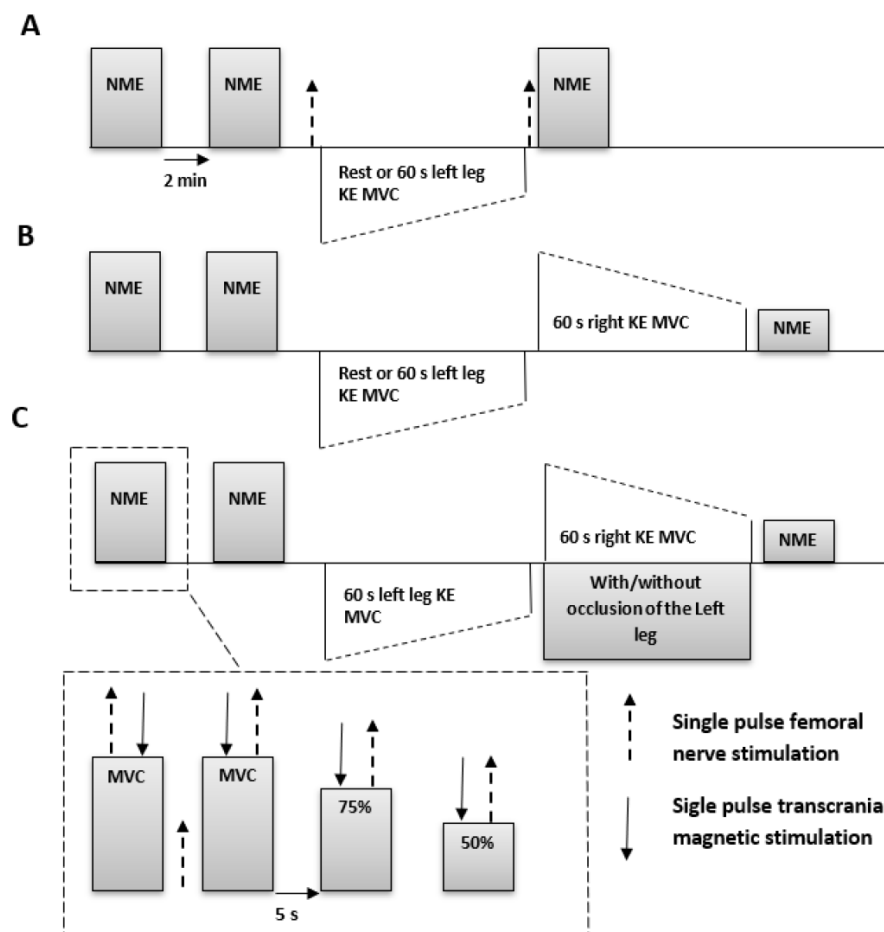 A
NME
NME
NME
2 min
Rest or 60 s left leg
KE MVC
B
NME
NME
60 s right KE MVC
NME
Rest or 60 s left leg
KE MVC
C
NME
NME
60 s right KE MVC
NME
60 s left leg KE
MVC
With/without
occlusion of the Left
leg
MVC
MVC
75%
50%
5 s
Single pulse femoral
nerve stimulation
Sigle pulse transcrania
magnetic stimulation